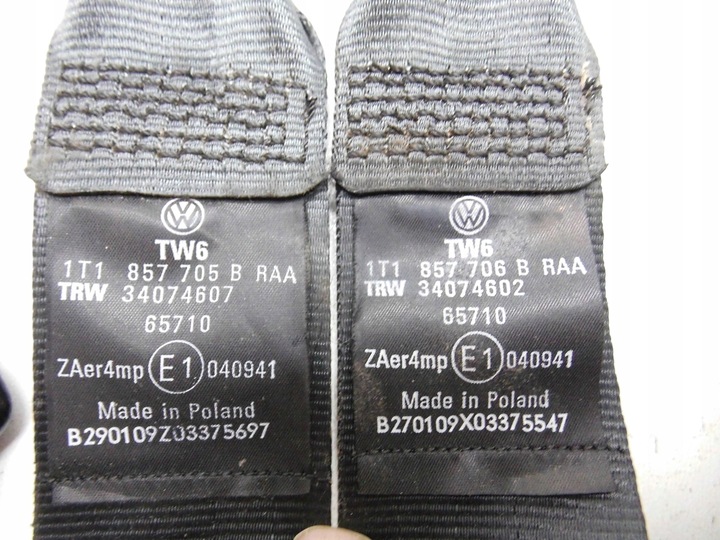 TW6
1T1 857 705 B RAA
TRW 34074607
65710
ZAer4mp E1 040941
Made in Poland
B290109Z03375697
TW6
1T1 857 706 B RAA
TRW 34074602
65710
ZAer4mp E1 040941
Made in Poland
B270109X03375547